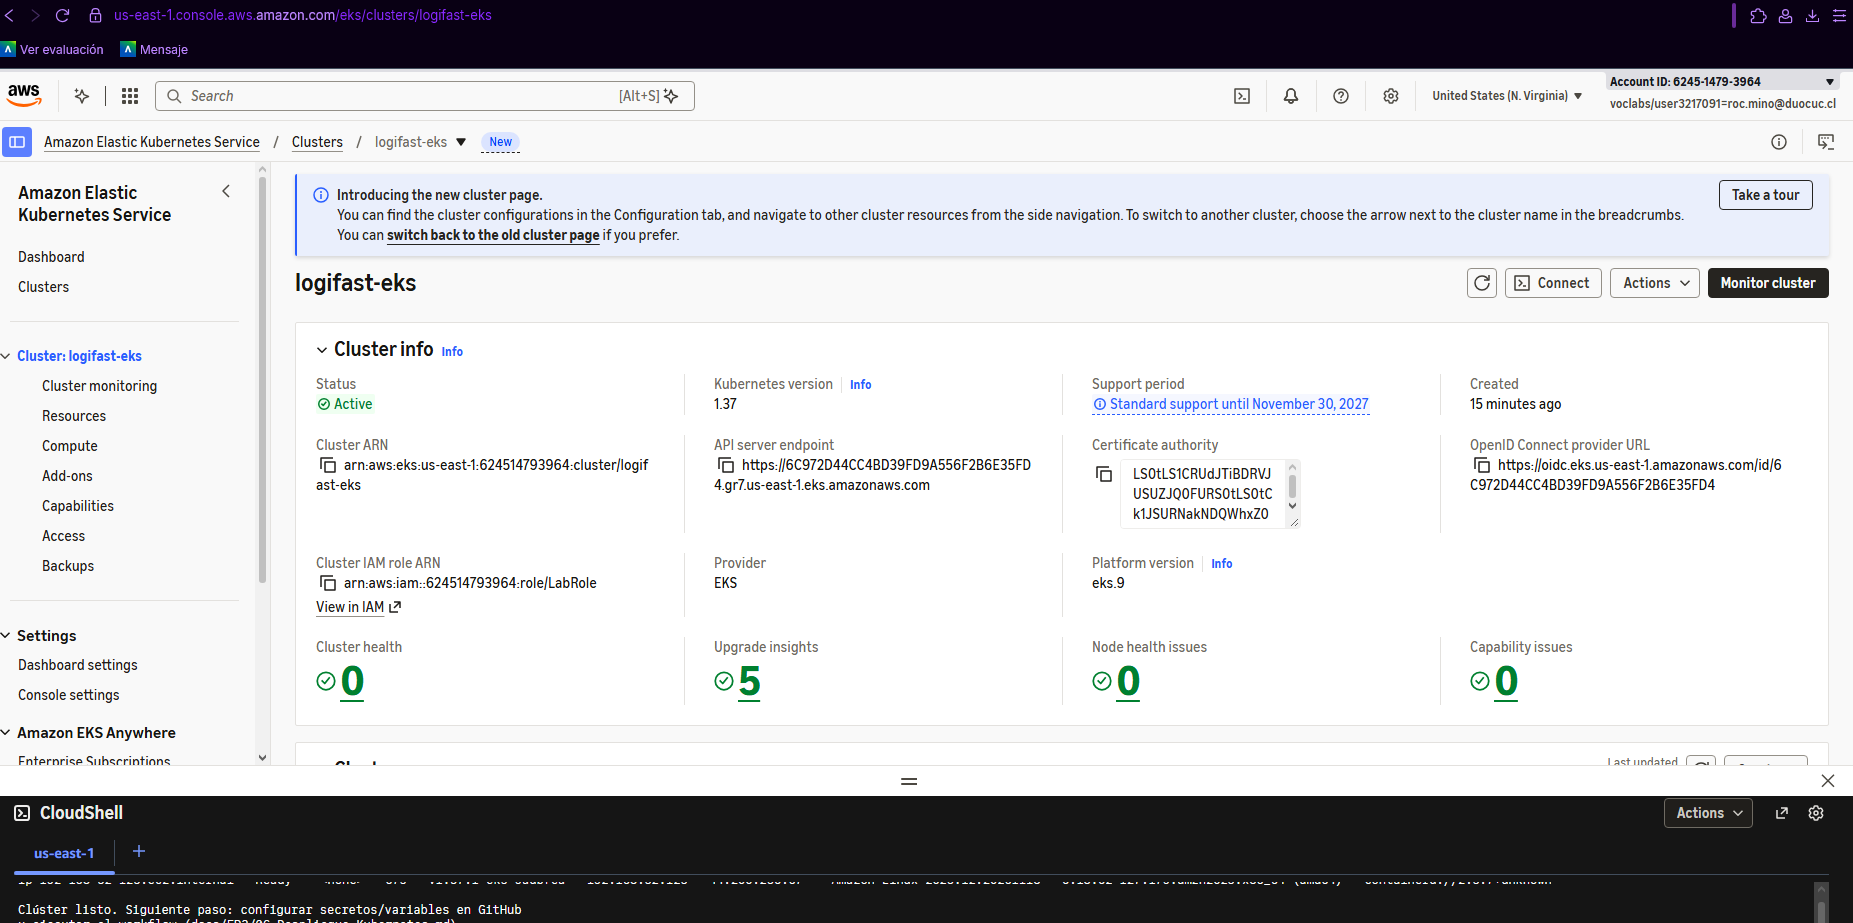 us-east-1.console.aws.amazon.com/eks/clusters/logifast-eks
Ver evaluación
Mensaje
aws
Search
[Alt+S]
United States (N. Virginia)
Account ID: 6245-1479-3964
voclabs/user3217091=roc.mino@duocuc.cl
Amazon Elastic Kubernetes Service / Clusters / logifast-eks New
Amazon Elastic
Kubernetes Service
Dashboard
Clusters
Cluster: logifast-eks
Cluster monitoring
Resources
Compute
Add-ons
Capabilities
Access
Backups
Settings
Dashboard settings
Console settings
Amazon EKS Anywhere
Enterprise Subscriptions
Introducing the new cluster page.
You can find the cluster configurations in the Configuration tab, and navigate to other cluster resources from the side navigation. To switch to another cluster, choose the arrow next to the cluster name in the breadcrumbs.
You can switch back to the old cluster page if you prefer.
Take a tour
logifast-eks
Connect
Actions
Monitor cluster
Cluster info Info
Status
Active
Kubernetes version Info
1.37
Support period
Standard support until November 30, 2027
Created
15 minutes ago
Cluster ARN
arn:aws:eks:us-east-1:624514793964:cluster/logif
ast-eks
API server endpoint
https://6C972D44CC4BD39FD9A556F2B6E35FD
4.gr7.us-east-1.eks.amazonaws.com
Certificate authority
LS0tLS1CRUdJTiBDRVJ
USUZJQ0FURS0tLS0tC
k1JSURNakNDQWhxZ0
OpenID Connect provider URL
https://oidc.eks.us-east-1.amazonaws.com/id/6
C972D44CC4BD39FD9A556F2B6E35FD4
Cluster IAM role ARN
arn:aws:iam::624514793964:role/LabRole
View in IAM
Provider
EKS
Platform version Info
eks.9
Cluster health
0
Upgrade insights
5
Node health issues
0
Capability issues
0
Last updated
CloudShell
Actions
us-east-1
Clúster listo. Siguiente paso: configurar secretos/variables en GitHub